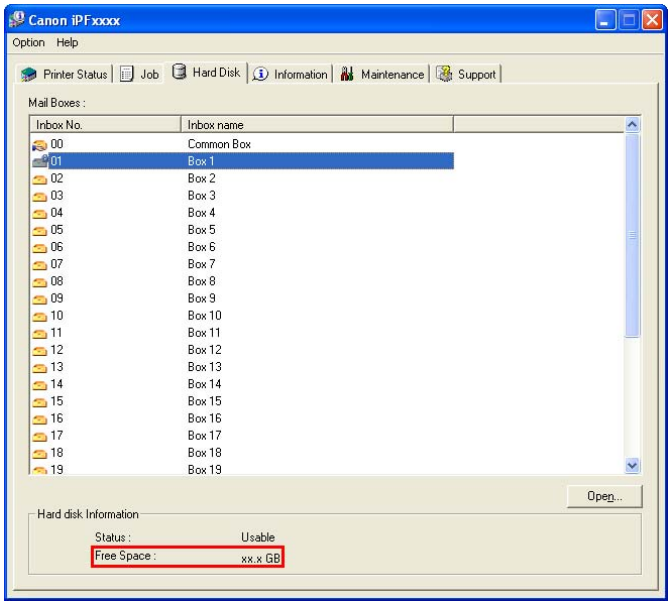 Canon iPFxxxx
Option Help
Printer Status Job Hard Disk Information Maintenance Support
Mail Boxes :
Inbox No. Inbox name
00 Common Box
01 Box 1
02 Box 2
03 Box 3
04 Box 4
05 Box 5
06 Box 6
07 Box 7
08 Box 8
09 Box 9
10 Box 10
11 Box 11
12 Box 12
13 Box 13
14 Box 14
15 Box 15
16 Box 16
17 Box 17
18 Box 18
19 Box 19
Open...
Hard disk Information
Status : Usable
Free Space : xx.x GB